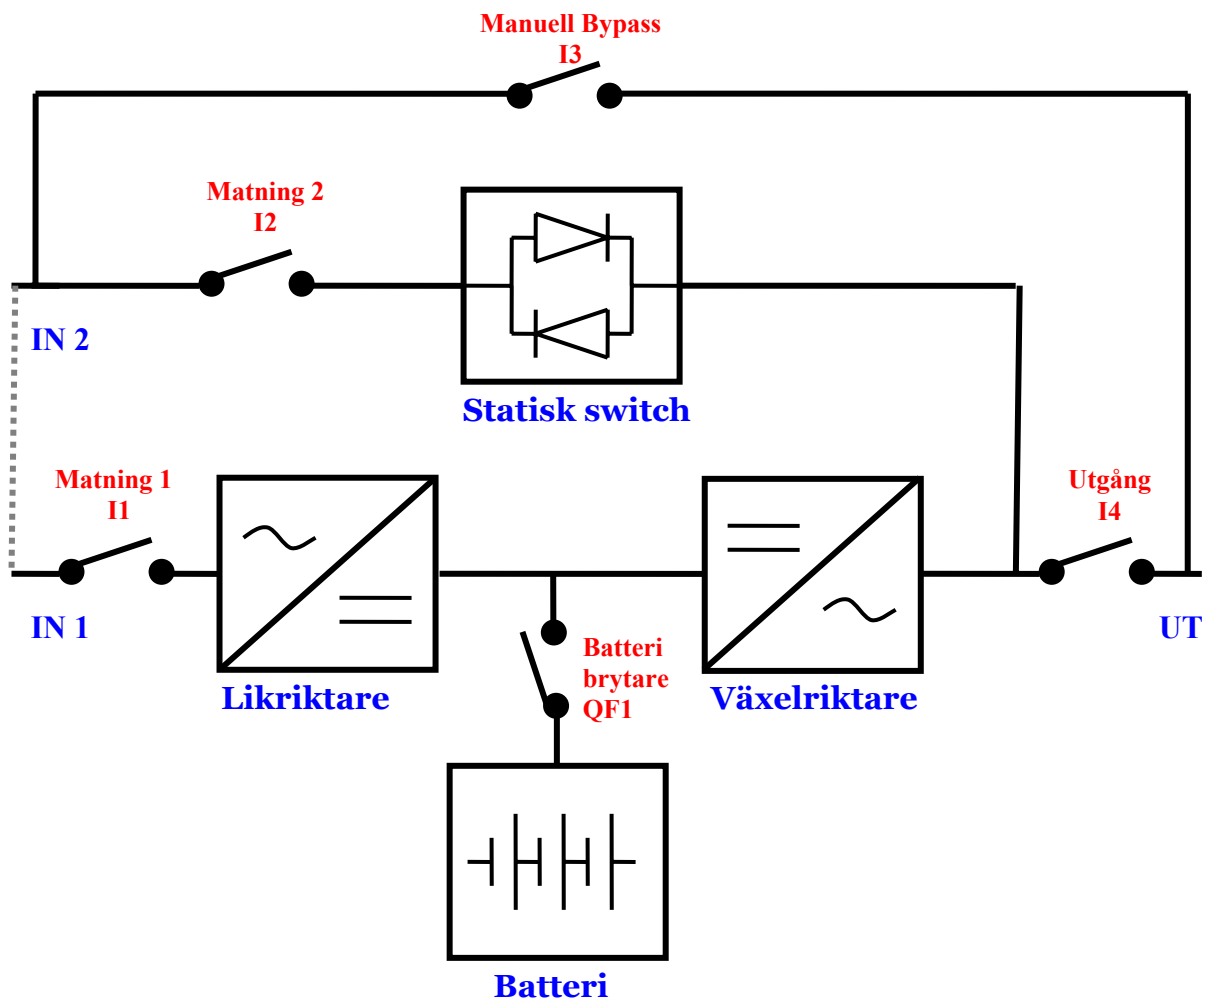 Manuell Bypass
I3
Matning 2
I2
IN 2
Statisk switch
Matning 1
I1
Utgång
I4
IN 1
UT
Likriktare
Batteri
brytare
QF1
Växelriktare
Batteri